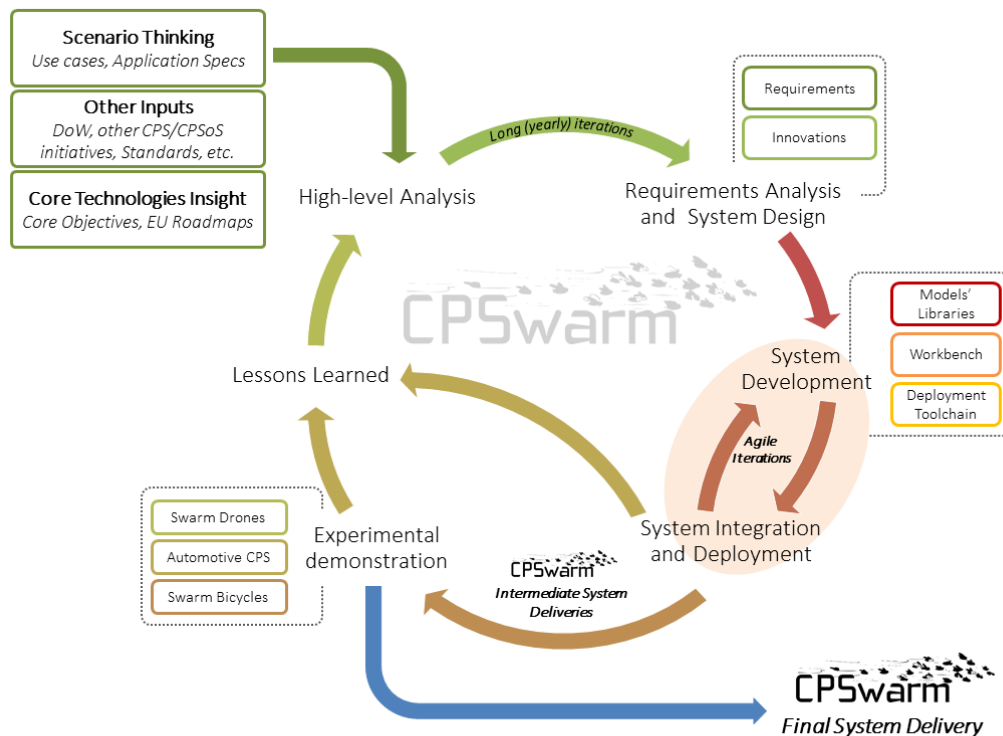 Scenario Thinking
Use cases, Application Specs
Other Inputs
DoW, other CPS/CPSoS
initiatives, Standards, etc.
Core Technologies Insight
Core Objectives, EU Roadmaps
Long (yearly) iterations
High-level Analysis
Requirements
Innovations
Requirements Analysis
and System Design
CPSwarm
Models'
Libraries
Workbench
Deployment
Toolchain
System
Development
Agile
Iterations
Lessons Learned
System Integration
and Deployment
Swarm Drones
Automotive CPS
Swarm Bicycles
Experimental
demonstration
CPSwarm
Intermediate System
Deliveries
CPSwarm
Final System Delivery